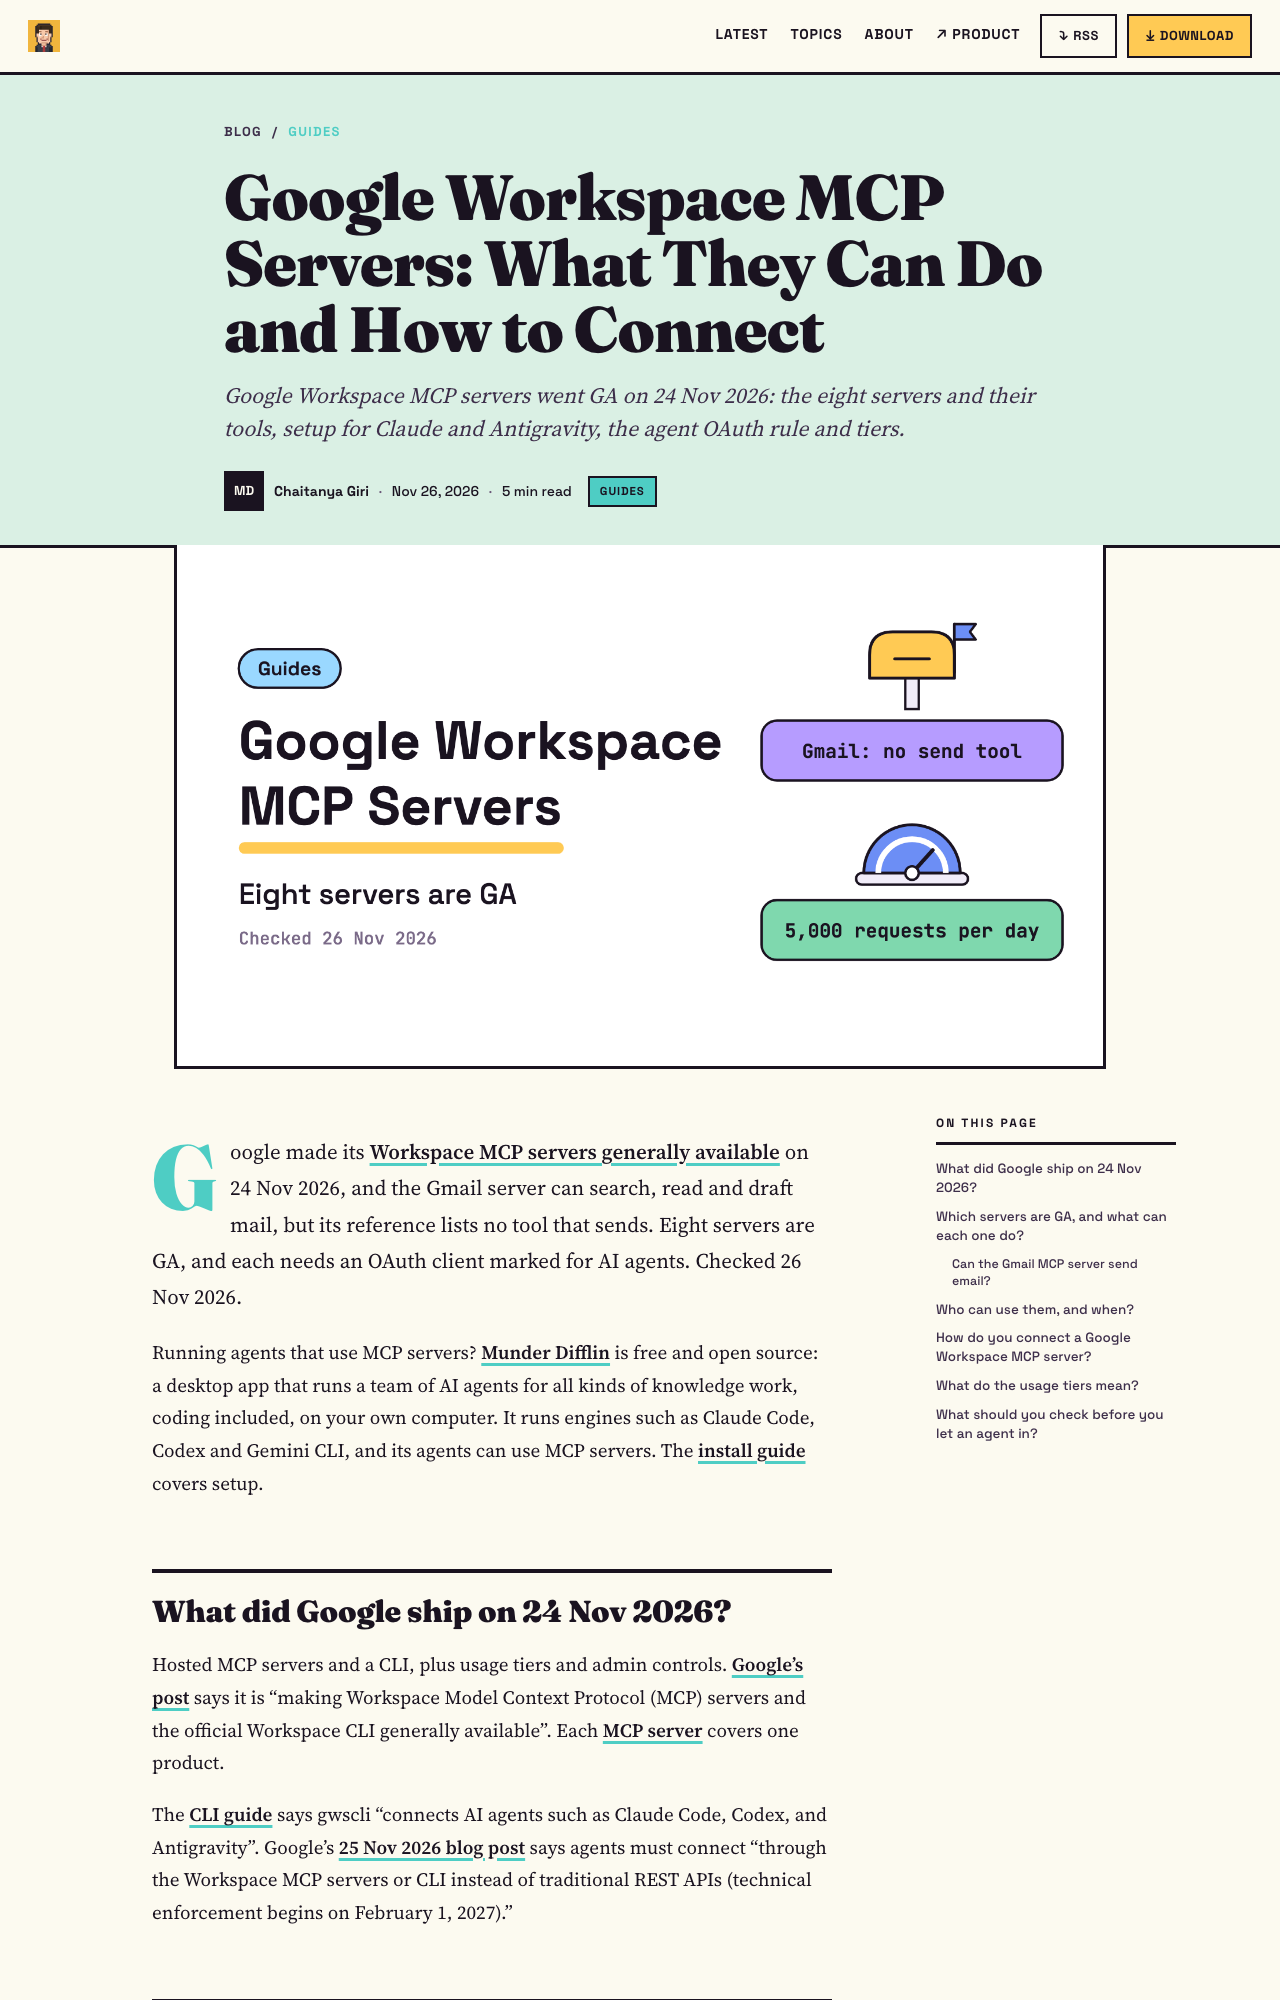 LATEST TOPICS ABOUT ↗ PRODUCT ⤵ RSS ⤓ DOWNLOAD
BLOG / GUIDES
Google Workspace MCP
Servers: What They Can Do
and How to Connect
Google Workspace MCP servers went GA on 24 Nov 2026: the eight servers and their
tools, setup for Claude and Antigravity, the agent OAuth rule and tiers.
MD Chaitanya Giri · Nov 26, 2026 · 5 min read GUIDES
Guides
Google Workspace
MCP Servers
Eight servers are GA
Checked 26 Nov 2026
Gmail: no send tool
5,000 requests per day
Google made its Workspace MCP servers generally available on
24 Nov 2026, and the Gmail server can search, read and draft
mail, but its reference lists no tool that sends. Eight servers are
GA, and each needs an OAuth client marked for AI agents. Checked 26
Nov 2026.
Running agents that use MCP servers? Munder Difflin is free and open source:
a desktop app that runs a team of AI agents for all kinds of knowledge work,
coding included, on your own computer. It runs engines such as Claude Code,
Codex and Gemini CLI, and its agents can use MCP servers. The install guide
covers setup.
What did Google ship on 24 Nov 2026?
Hosted MCP servers and a CLI, plus usage tiers and admin controls. Google’s
post says it is “making Workspace Model Context Protocol (MCP) servers and
the official Workspace CLI generally available”. Each MCP server covers one
product.
The CLI guide says gwscli “connects AI agents such as Claude Code, Codex, and
Antigravity”. Google’s 25 Nov 2026 blog post says agents must connect “through
the Workspace MCP servers or CLI instead of traditional REST APIs (technical
enforcement begins on February 1, 2027).”
ON THIS PAGE
What did Google ship on 24 Nov
2026?
Which servers are GA, and what can
each one do?
Can the Gmail MCP server send
email?
Who can use them, and when?
How do you connect a Google
Workspace MCP server?
What do the usage tiers mean?
What should you check before you
let an agent in?